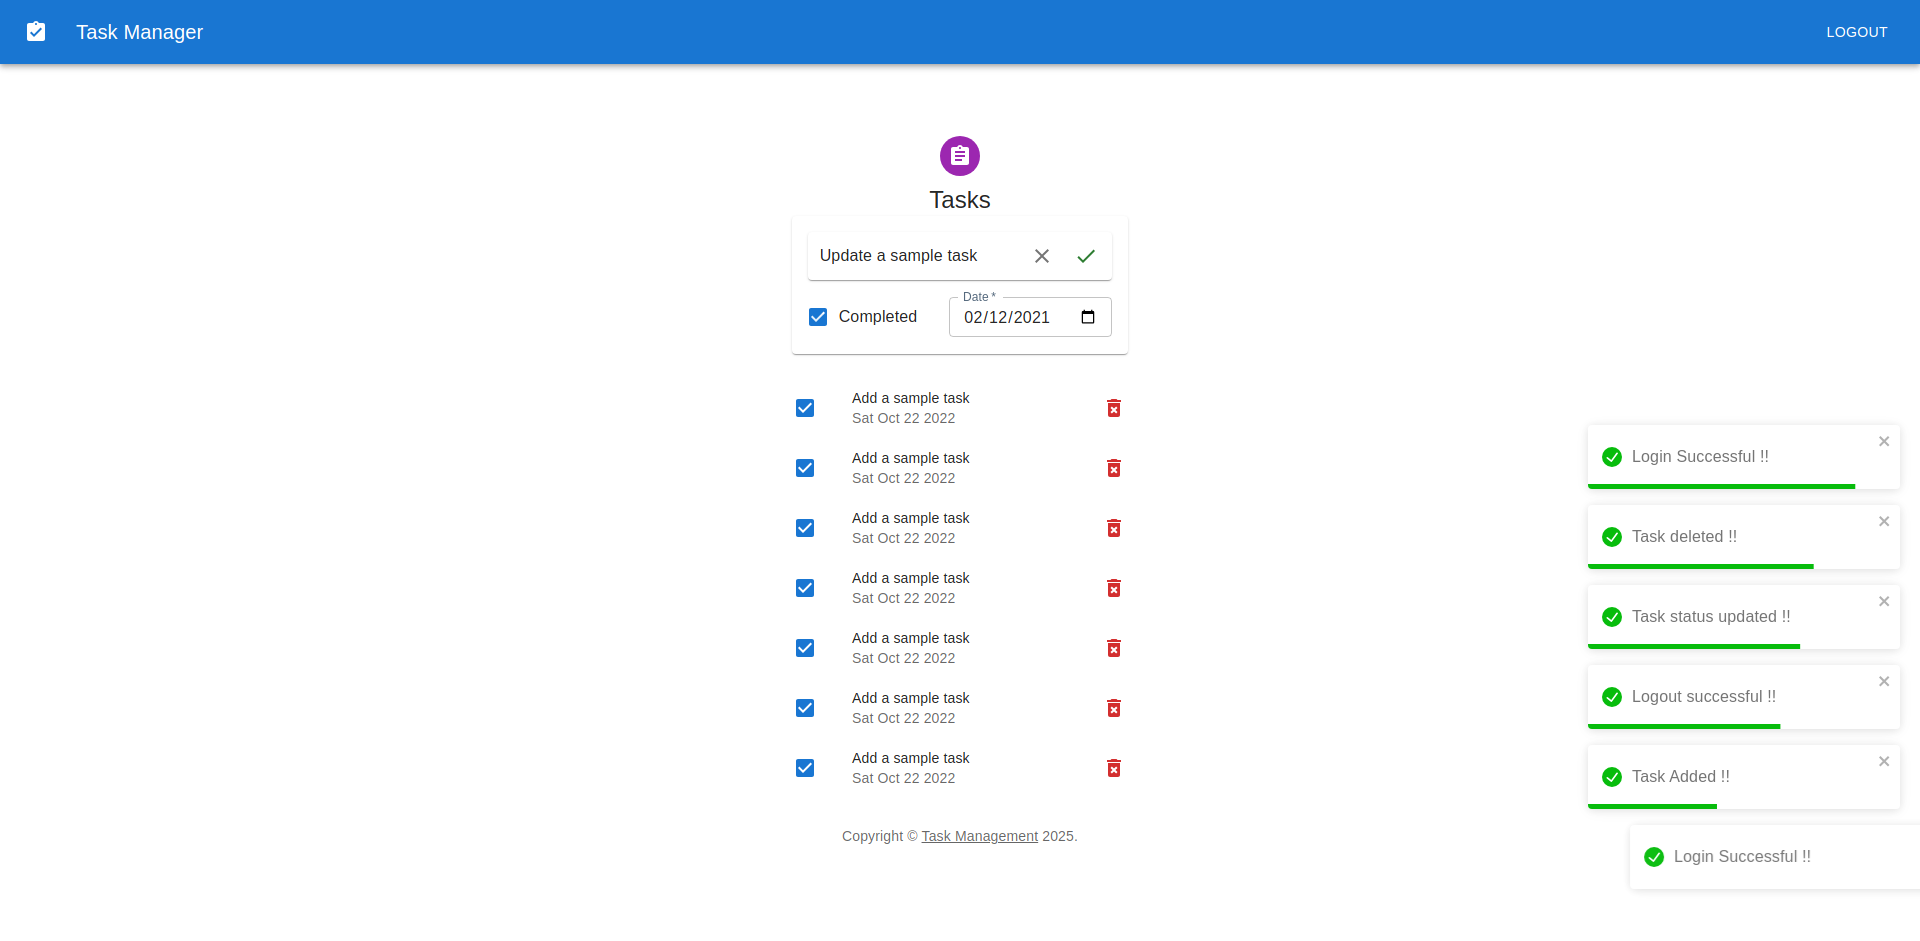 Task Manager
LOGOUT
Tasks
Update a sample task
Completed
Date *
02/12/2021
Add a sample task
Sat Oct 22 2022
Add a sample task
Sat Oct 22 2022
Add a sample task
Sat Oct 22 2022
Add a sample task
Sat Oct 22 2022
Add a sample task
Sat Oct 22 2022
Add a sample task
Sat Oct 22 2022
Add a sample task
Sat Oct 22 2022
Copyright © Task Management 2025.
Login Successful !!
Task deleted !!
Task status updated !!
Logout successful !!
Task Added !!
Login Successful !!